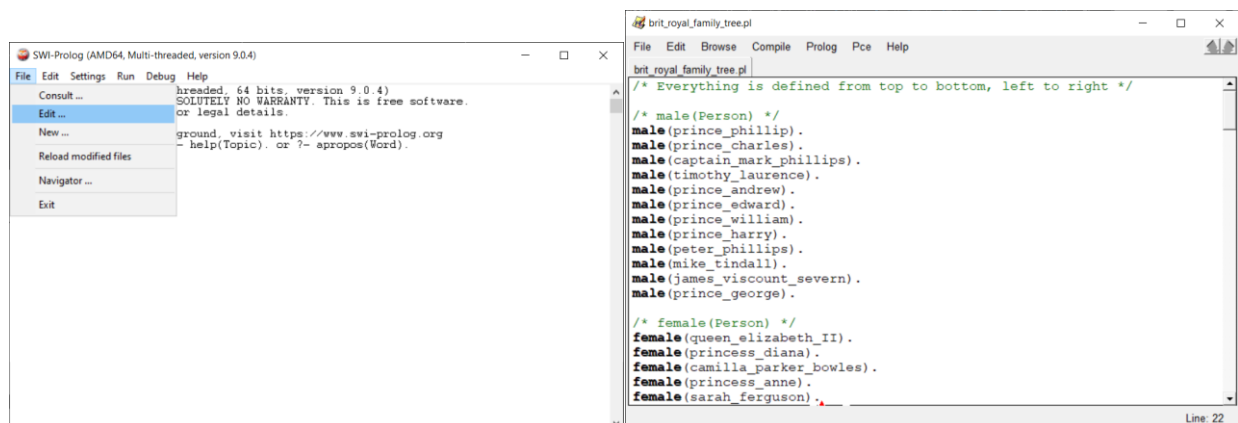 SWI-Prolog (AMD64, Multi-threaded, version 9.0.4)
File Edit Settings Run Debug Help
Consult ...
Edit ...
New ...
Reload modified files
Navigator ...
Exit
hreaded, 64 bits, version 9.0.4)
SOLUTELY NO WARRANTY. This is free software.
or legal details.
ground, visit https://www.swi-prolog.org
- help(Topic). or ?- apropos(Word).
brit_royal_family_tree.pl
File Edit Browse Compile Prolog Pce Help
brit_royal_family_tree.pl
/* Everything is defined from top to bottom, left to right */
/* male(Person) */
male(prince_phillip).
male(prince_charles).
male(captain_mark_phillips).
male(timothy_laurence).
male(prince_andrew).
male(prince_edward).
male(prince_william).
male(prince_harry).
male(peter_phillips).
male(mike_tindall).
male(james_viscount_severn).
male(prince_george).
/* female(Person) */
female(queen_elizabeth_II).
female(princess_diana).
female(camilla_parker_bowles).
female(princess_anne).
female(sarah_ferguson).
Line: 22